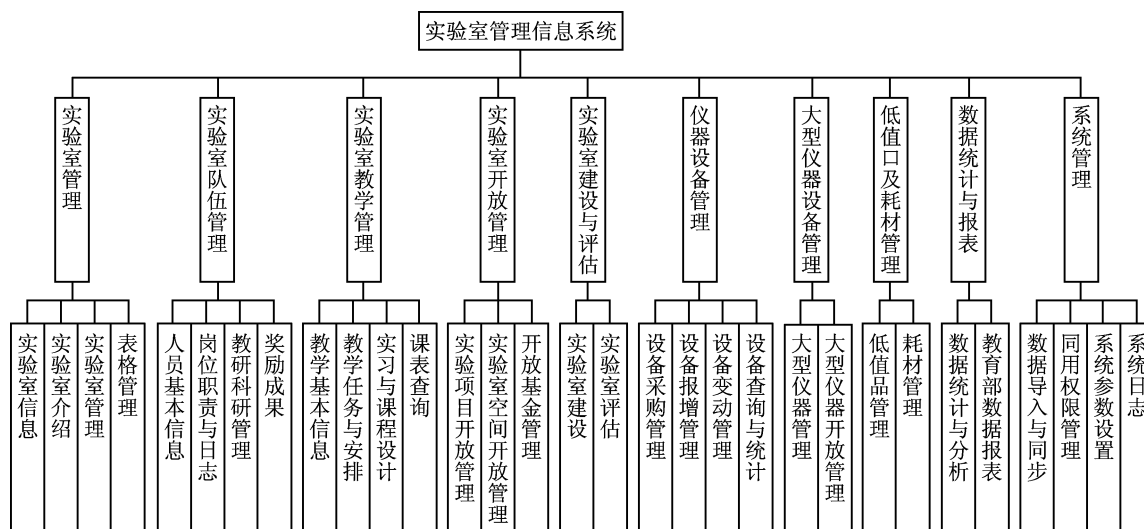 实验室管理信息系统
实验室管理
实验室队伍管理
实验室教学管理
实验室开放管理
实验室建设与评估
仪器设备管理
大型仪器设备管理
低值口及耗材管理
数据统计与报表
系统管理
实验室信息
实验室介绍
实验室管理
表格管理
人员基本信息
岗位职责与日志
教研科研管理
奖励成果
教学基本信息
教学任务与安排
实习与课程设计
课表查询
实验项目开放管理
实验室空间开放管理
开放基金管理
实验室建设
实验室评估
设备采购管理
设备报增管理
设备变动管理
设备查询与统计
大型仪器管理
大型仪器开放管理
低值品管理
耗材管理
数据统计与分析
教育部数据报表
数据导入与同步
同用权限管理
系统参数设置
系统日志